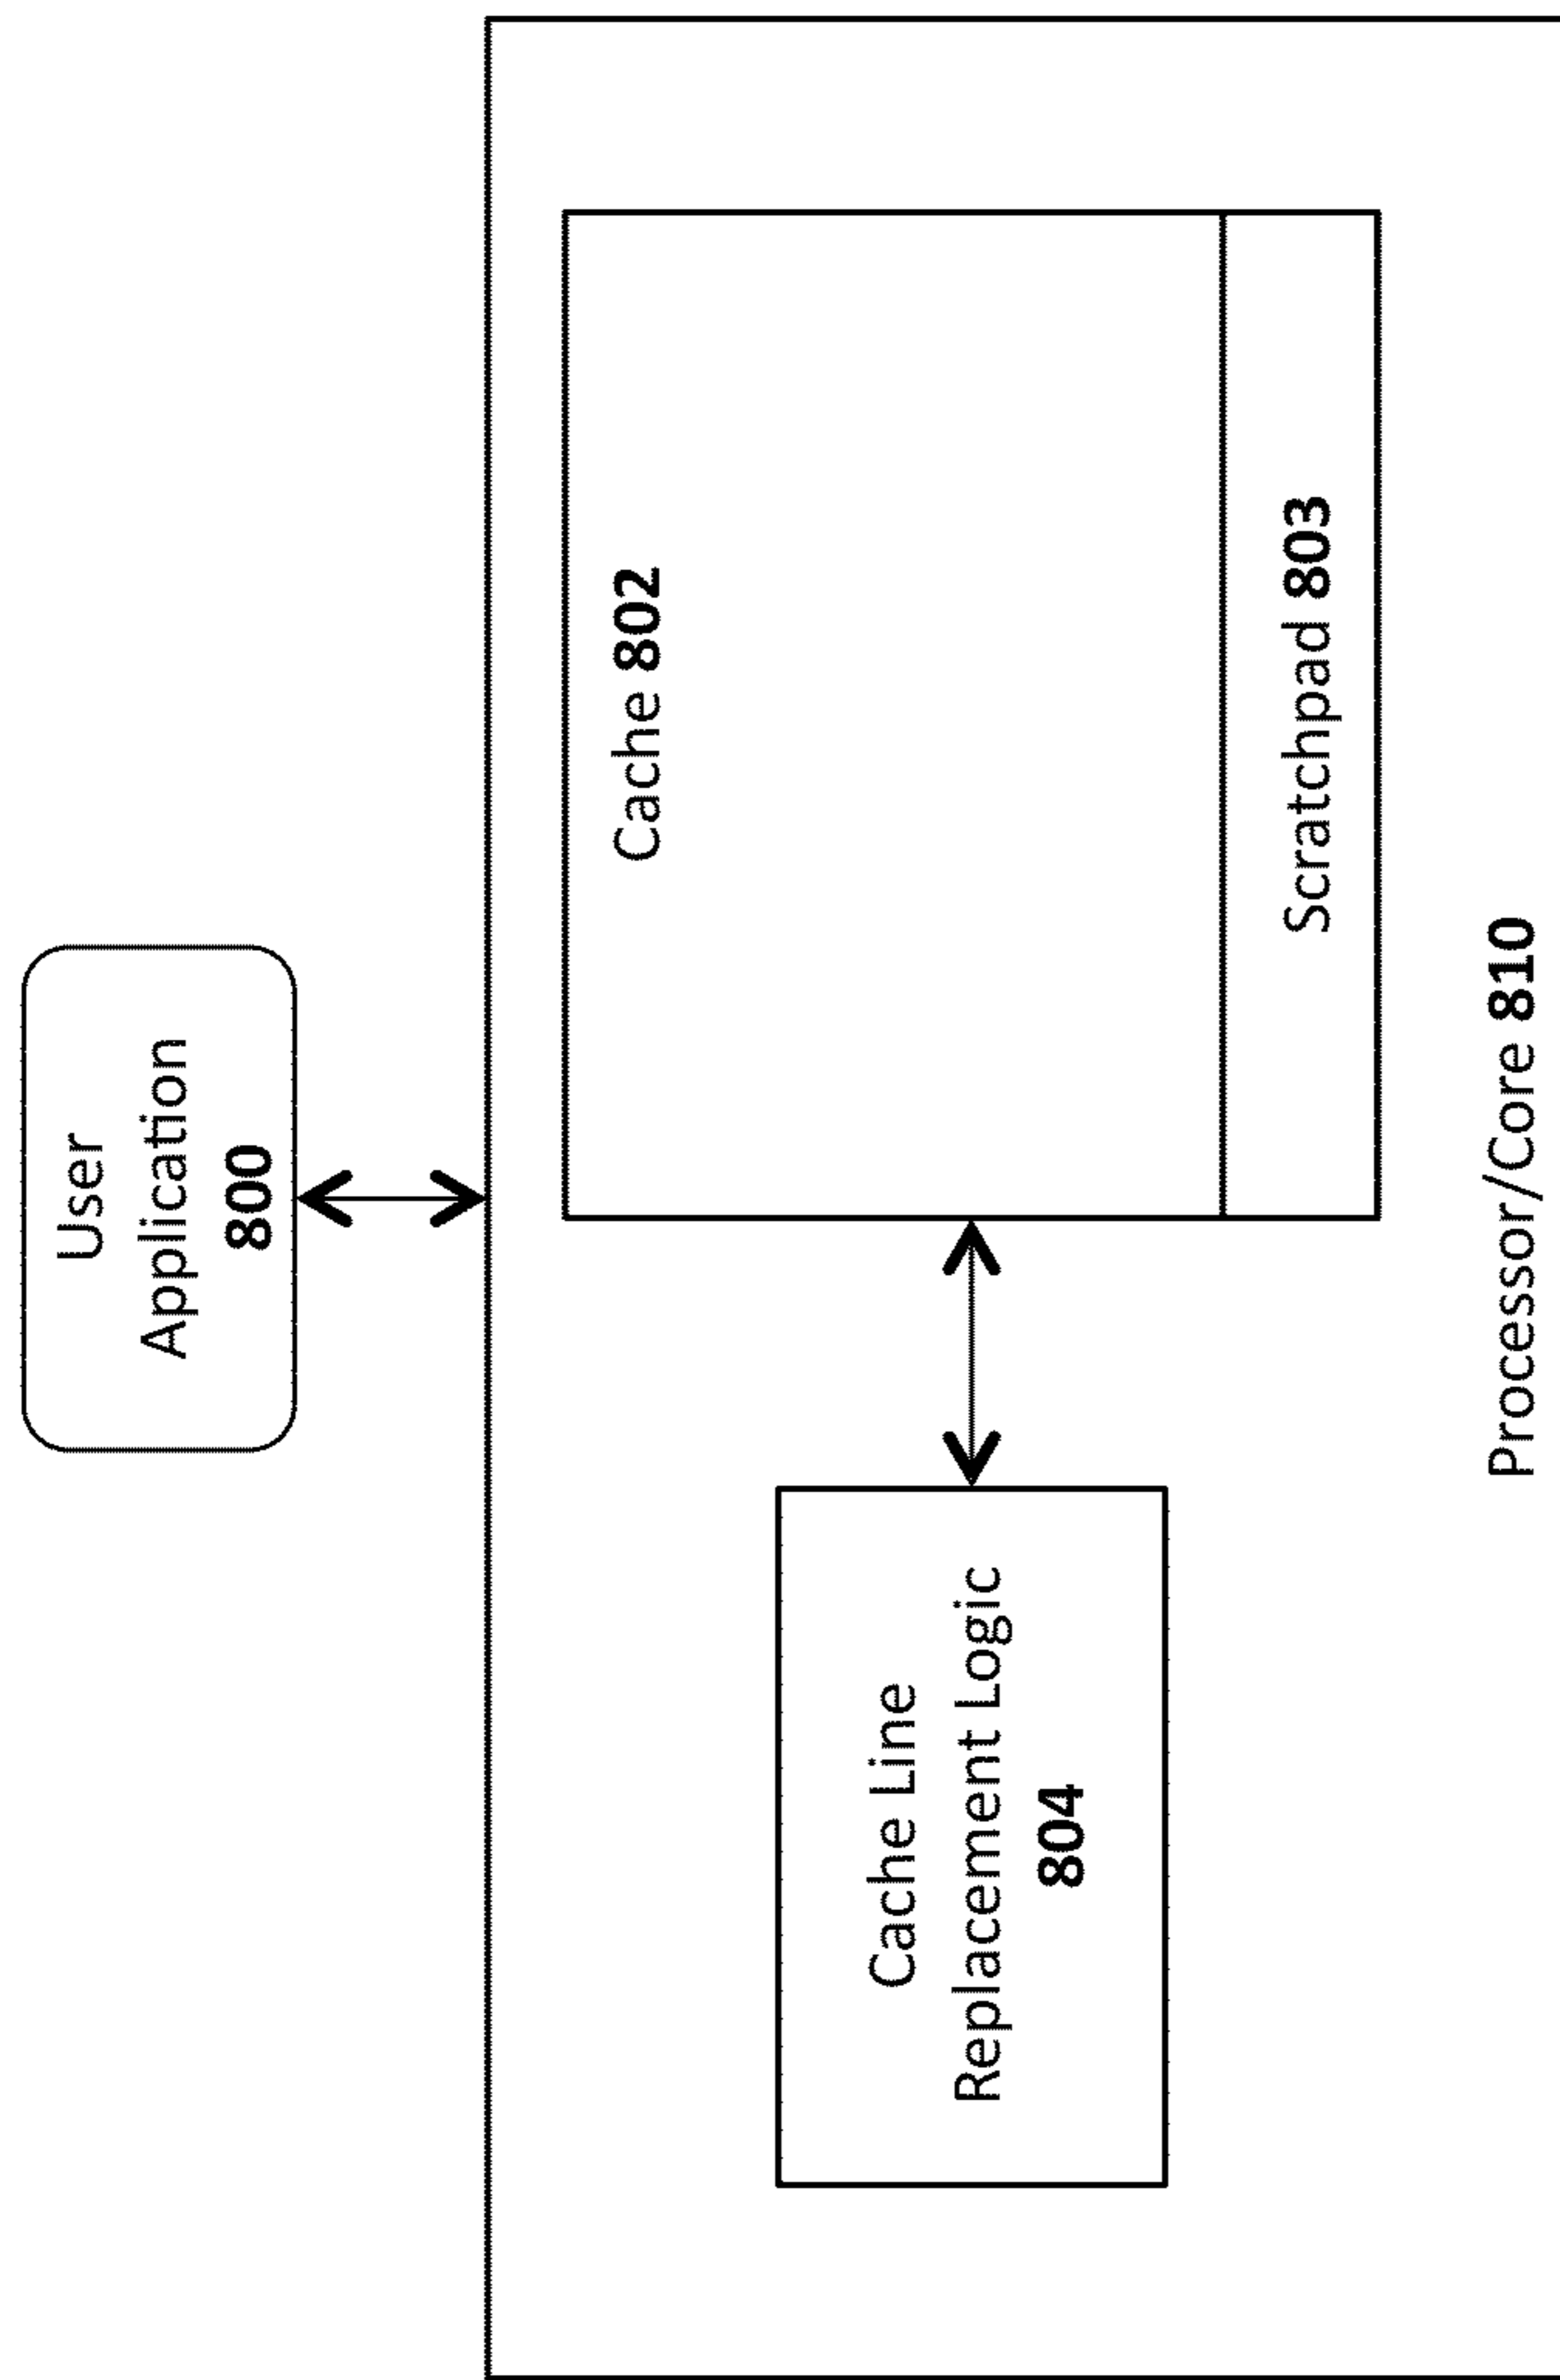 User
Application
800
Cache 802
Cache Line
Replacement Logic
804
Scratchpad 803
Processor/Core 810